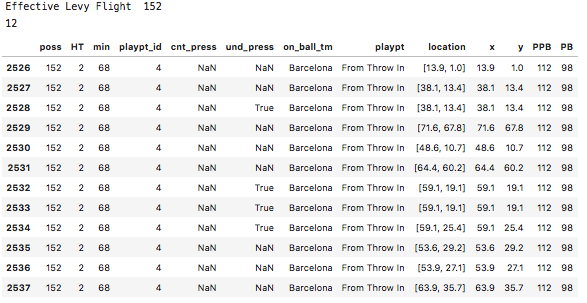 Effective Levy Flight  152
12
poss HT min playpt_id cnt_press und_press on_ball_tm playpt location x y PPB PB
2526 152 2 68 4 NaN NaN Barcelona From Throw In [13.9, 1.0] 13.9 1.0 112 98
2527 152 2 68 4 NaN NaN Barcelona From Throw In [38.1, 13.4] 38.1 13.4 112 98
2528 152 2 68 4 NaN True Barcelona From Throw In [38.1, 13.4] 38.1 13.4 112 98
2529 152 2 68 4 NaN NaN Barcelona From Throw In [71.6, 67.8] 71.6 67.8 112 98
2530 152 2 68 4 NaN NaN Barcelona From Throw In [48.6, 10.7] 48.6 10.7 112 98
2531 152 2 68 4 NaN NaN Barcelona From Throw In [64.4, 60.2] 64.4 60.2 112 98
2532 152 2 68 4 NaN True Barcelona From Throw In [59.1, 19.1] 59.1 19.1 112 98
2533 152 2 68 4 NaN True Barcelona From Throw In [59.1, 19.1] 59.1 19.1 112 98
2534 152 2 68 4 NaN True Barcelona From Throw In [59.1, 25.4] 59.1 25.4 112 98
2535 152 2 68 4 NaN NaN Barcelona From Throw In [53.6, 29.2] 53.6 29.2 112 98
2536 152 2 68 4 NaN NaN Barcelona From Throw In [53.9, 27.1] 53.9 27.1 112 98
2537 152 2 68 4 NaN NaN Barcelona From Throw In [63.9, 35.7] 63.9 35.7 112 98